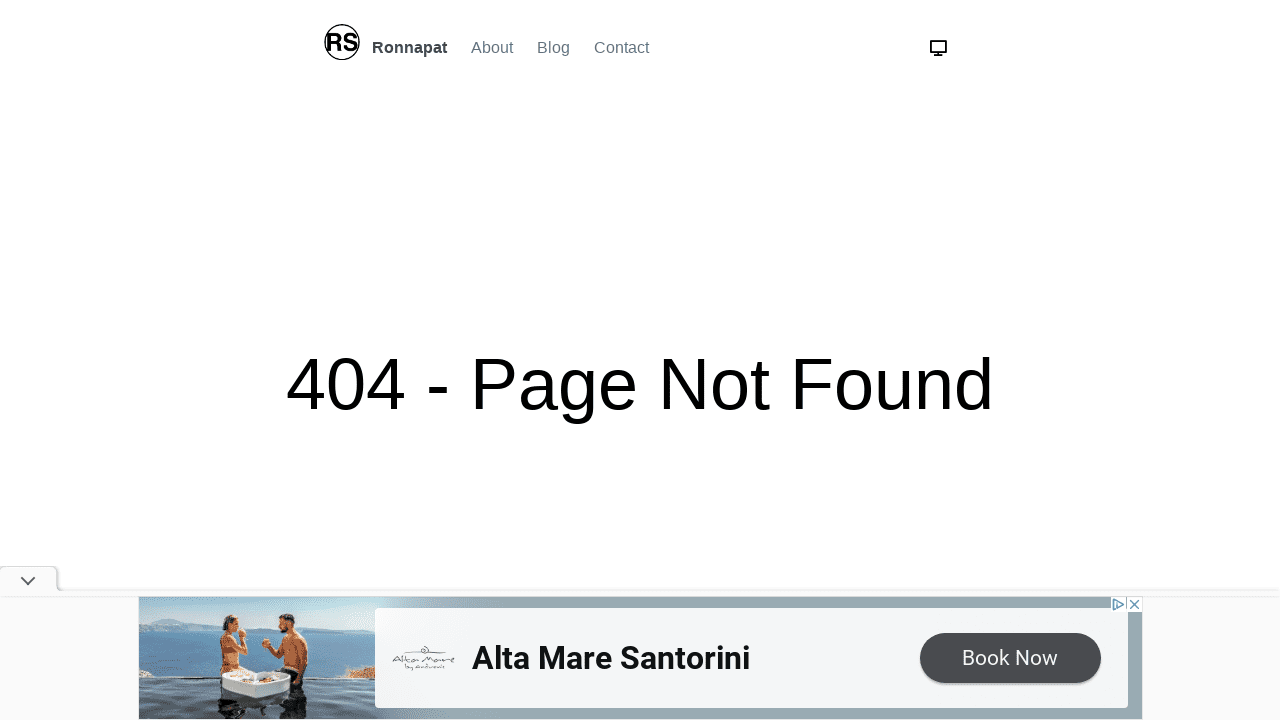 RS Ronnapat About Blog Contact
404 - Page Not Found
Alta Mare
by Andronis
Alta Mare Santorini
Book Now